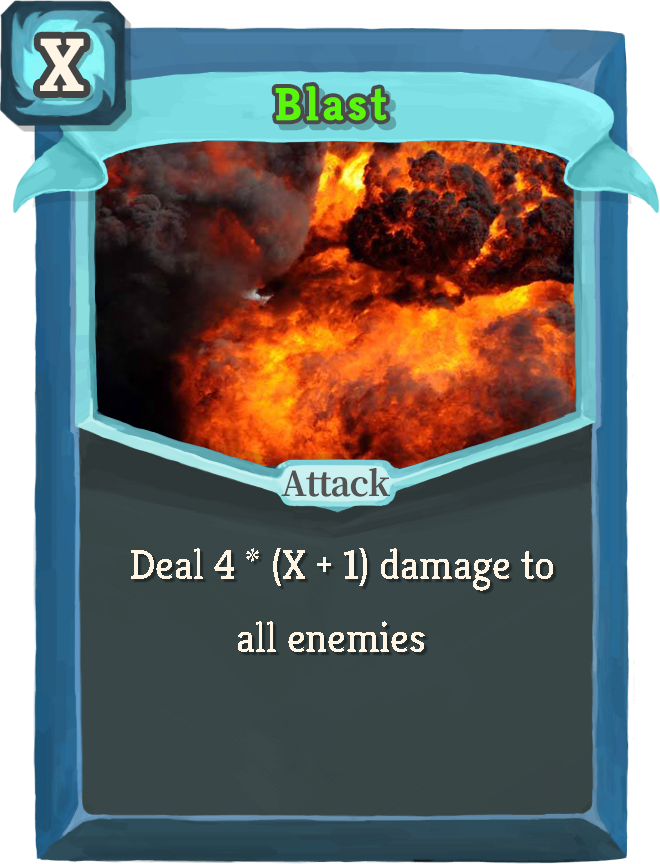 X
Blast
Attack
Deal 4 * (X + 1) damage to
all enemies